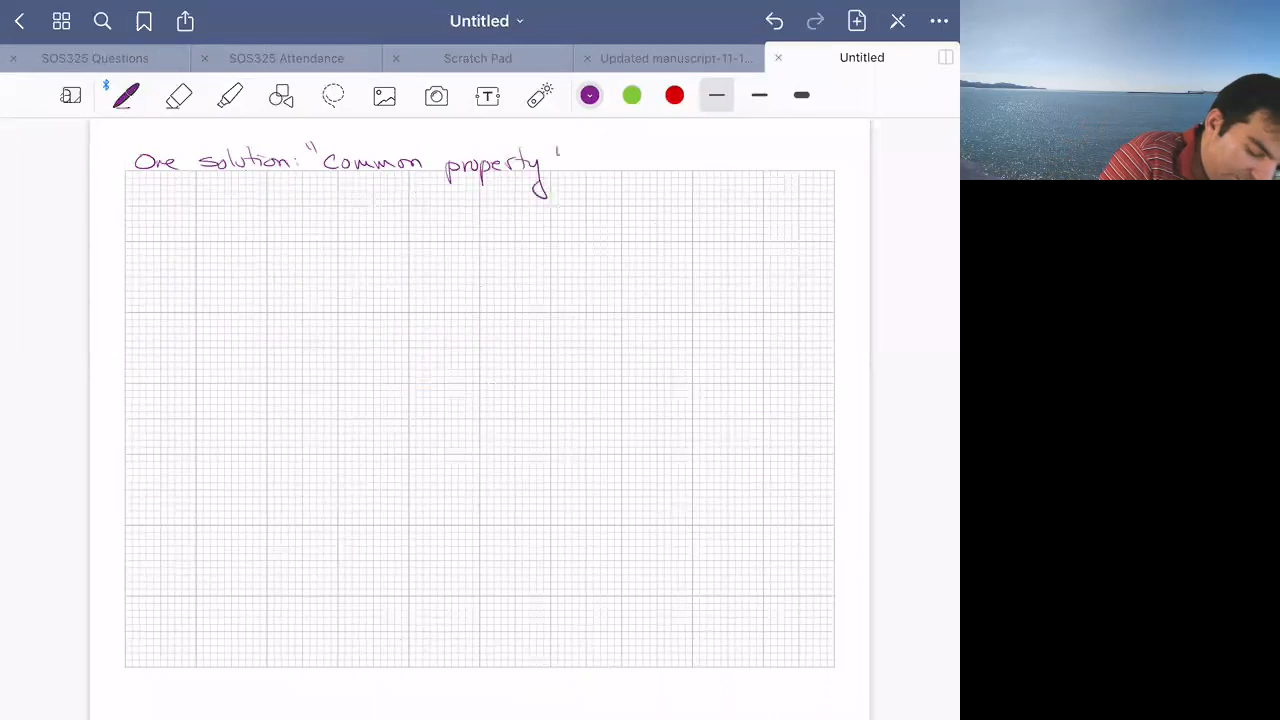 Untitled
SOS325 Questions
SOS325 Attendance
Scratch Pad
Updated manuscript-11-1...
Untitled
T
One solution: "common property"